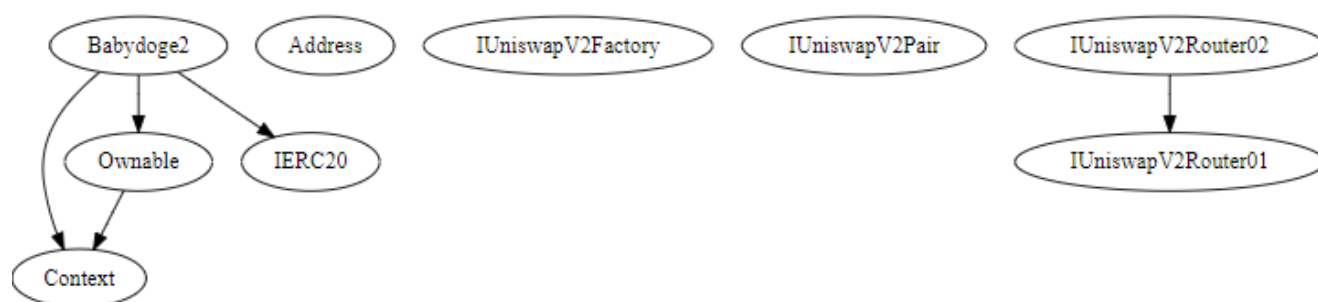 Babydoge2
Address
IUniswapV2Factory
IUniswapV2Pair
IUniswapV2Router02
Ownable
IERC20
IUniswapV2Router01
Context